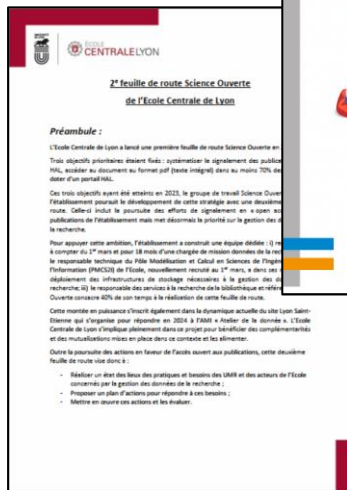 ÉCOLE
CENTRALELYON
2e feuille de route Science Ouverte
de l'Ecole Centrale de Lyon
Préambule :
L'Ecole Centrale de Lyon a lancé une première feuille de route Science Ouverte en
Trois objectifs prioritaires étaient fixés : systématiser le signalement des public
HAL, accéder au document au format pdf (texte intégral) dans au moins 70% de
doter d'un portail HAL.
Ces trois objectifs ayant été atteints en 2023, le groupe de travail Science Ouver
l'établissement poursuit le développement de cette stratégie avec une deuxième
route. Celle-ci inclut la poursuite des efforts de signalement en « open ac
publications de l'établissement mais met désormais la priorité sur la gestion des d
la recherche.
Pour appuyer cette ambition, l'établissement a construit une équipe dédiée : i) re
à compter du 1er mars et pour 18 mois d'une chargée de mission données de la rec
le responsable technique du Pôle Modélisation et Calcul en Sciences de l'Ingén
l'Information (PMCS2I) de l'Ecole, nouvellement recruté au 1er mars, a dans ses
déploiement des infrastructures de stockage nécessaires à la gestion des d
recherche; iii) le responsable des services à la recherche de la bibliothèque et référe
Ouverte consacre 40% de son temps à la réalisation de cette feuille de route.
Cette montée en puissance s'inscrit également dans la dynamique actuelle du site Lyon Saint-
Etienne qui s'organise pour répondre en 2024 à l'AMI « Atelier de la donnée ». L'Ecole
Centrale de Lyon s'implique pleinement dans ce projet pour bénéficier des complémentarités
et des mutualisations mises en place dans ce contexte et les alimenter.
Outre la poursuite des actions en faveur de l'accès ouvert aux publications, cette deuxième
feuille de route vise donc à :
- Réaliser un état des lieux des pratiques et besoins des UMR et des acteurs de l'Ecole
concernés par la gestion des données de la recherche ;
- Proposer un plan d'actions pour répondre à ces besoins ;
- Mettre en œuvre ces actions et les évaluer.